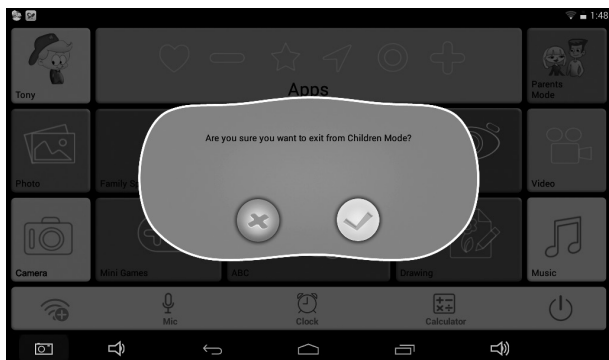 1:48
Tony
Apps
Parents
Mode
Are you sure you want to exit from Children Mode?
Photo
Family
Video
Camera
Mini Games
ABC
Drawing
Music
Mic
Clock
Calculator